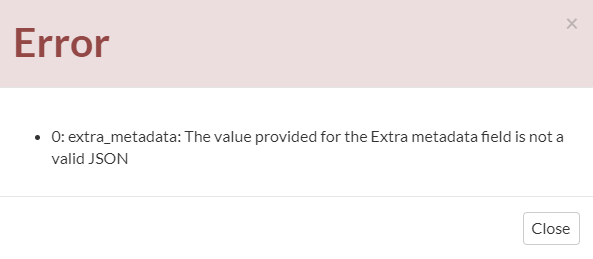 Error
×
• 0: extra_metadata: The value provided for the Extra metadata field is not a
valid JSON
Close